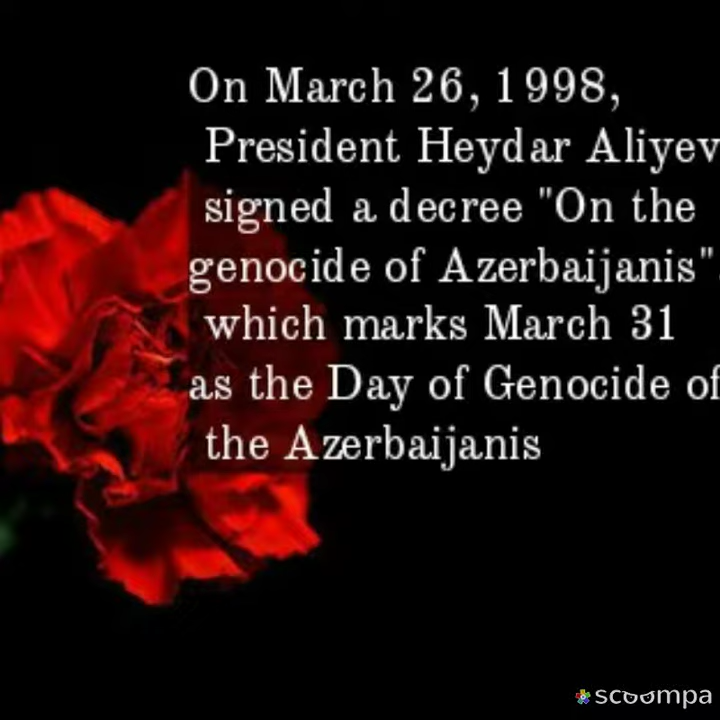 On March 26, 1998,
President Heydar Aliyev
signed a decree "On the
genocide of Azerbaijanis"
which marks March 31
as the Day of Genocide of
the Azerbaijanis
scoompa